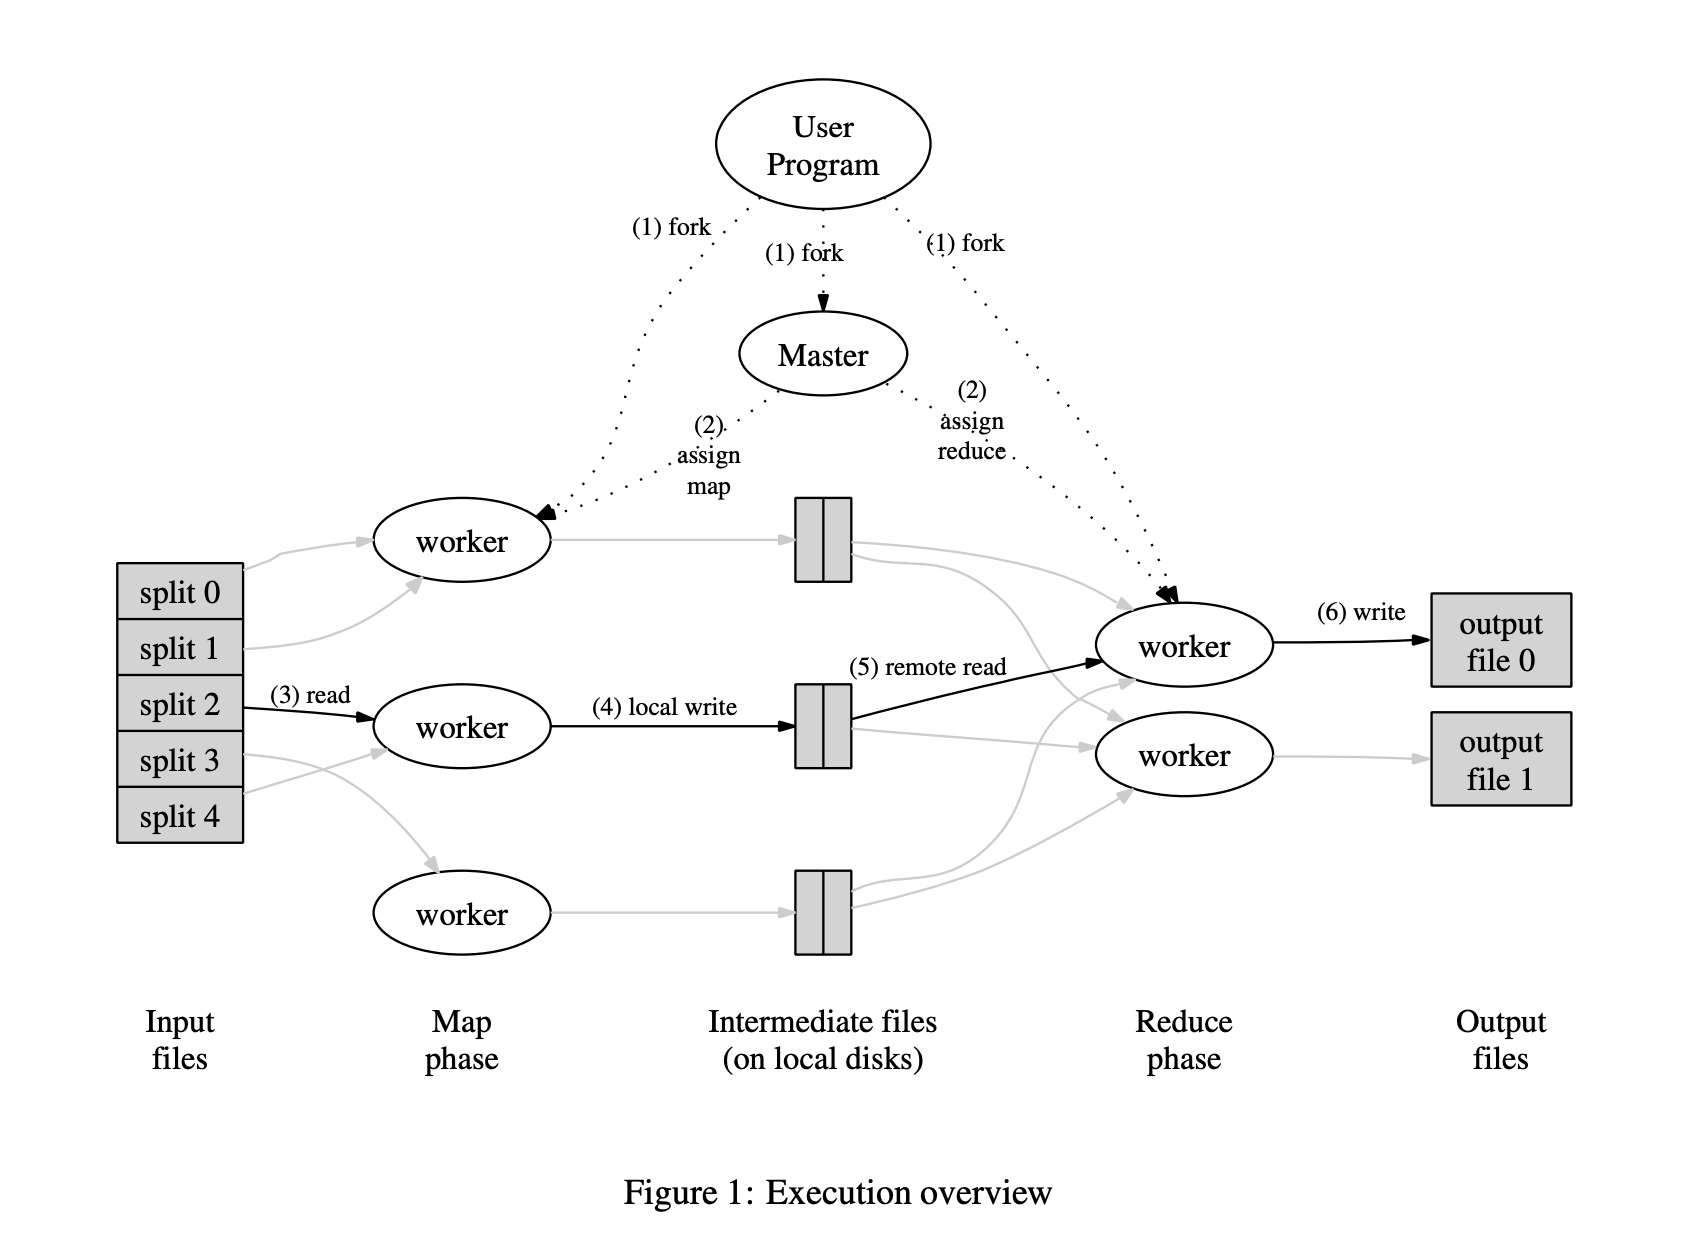 User
Program
(1) fork
(1) fork
(1) fork
Master
(2)
assign
map
(2)
assign
reduce
split 0
split 1
split 2
split 3
split 4
(3) read
worker
worker
worker
(4) local write
(5) remote read
worker
worker
(6) write
output
file 0
output
file 1
Input
files
Map
phase
Intermediate files
(on local disks)
Reduce
phase
Output
files
Figure 1: Execution overview